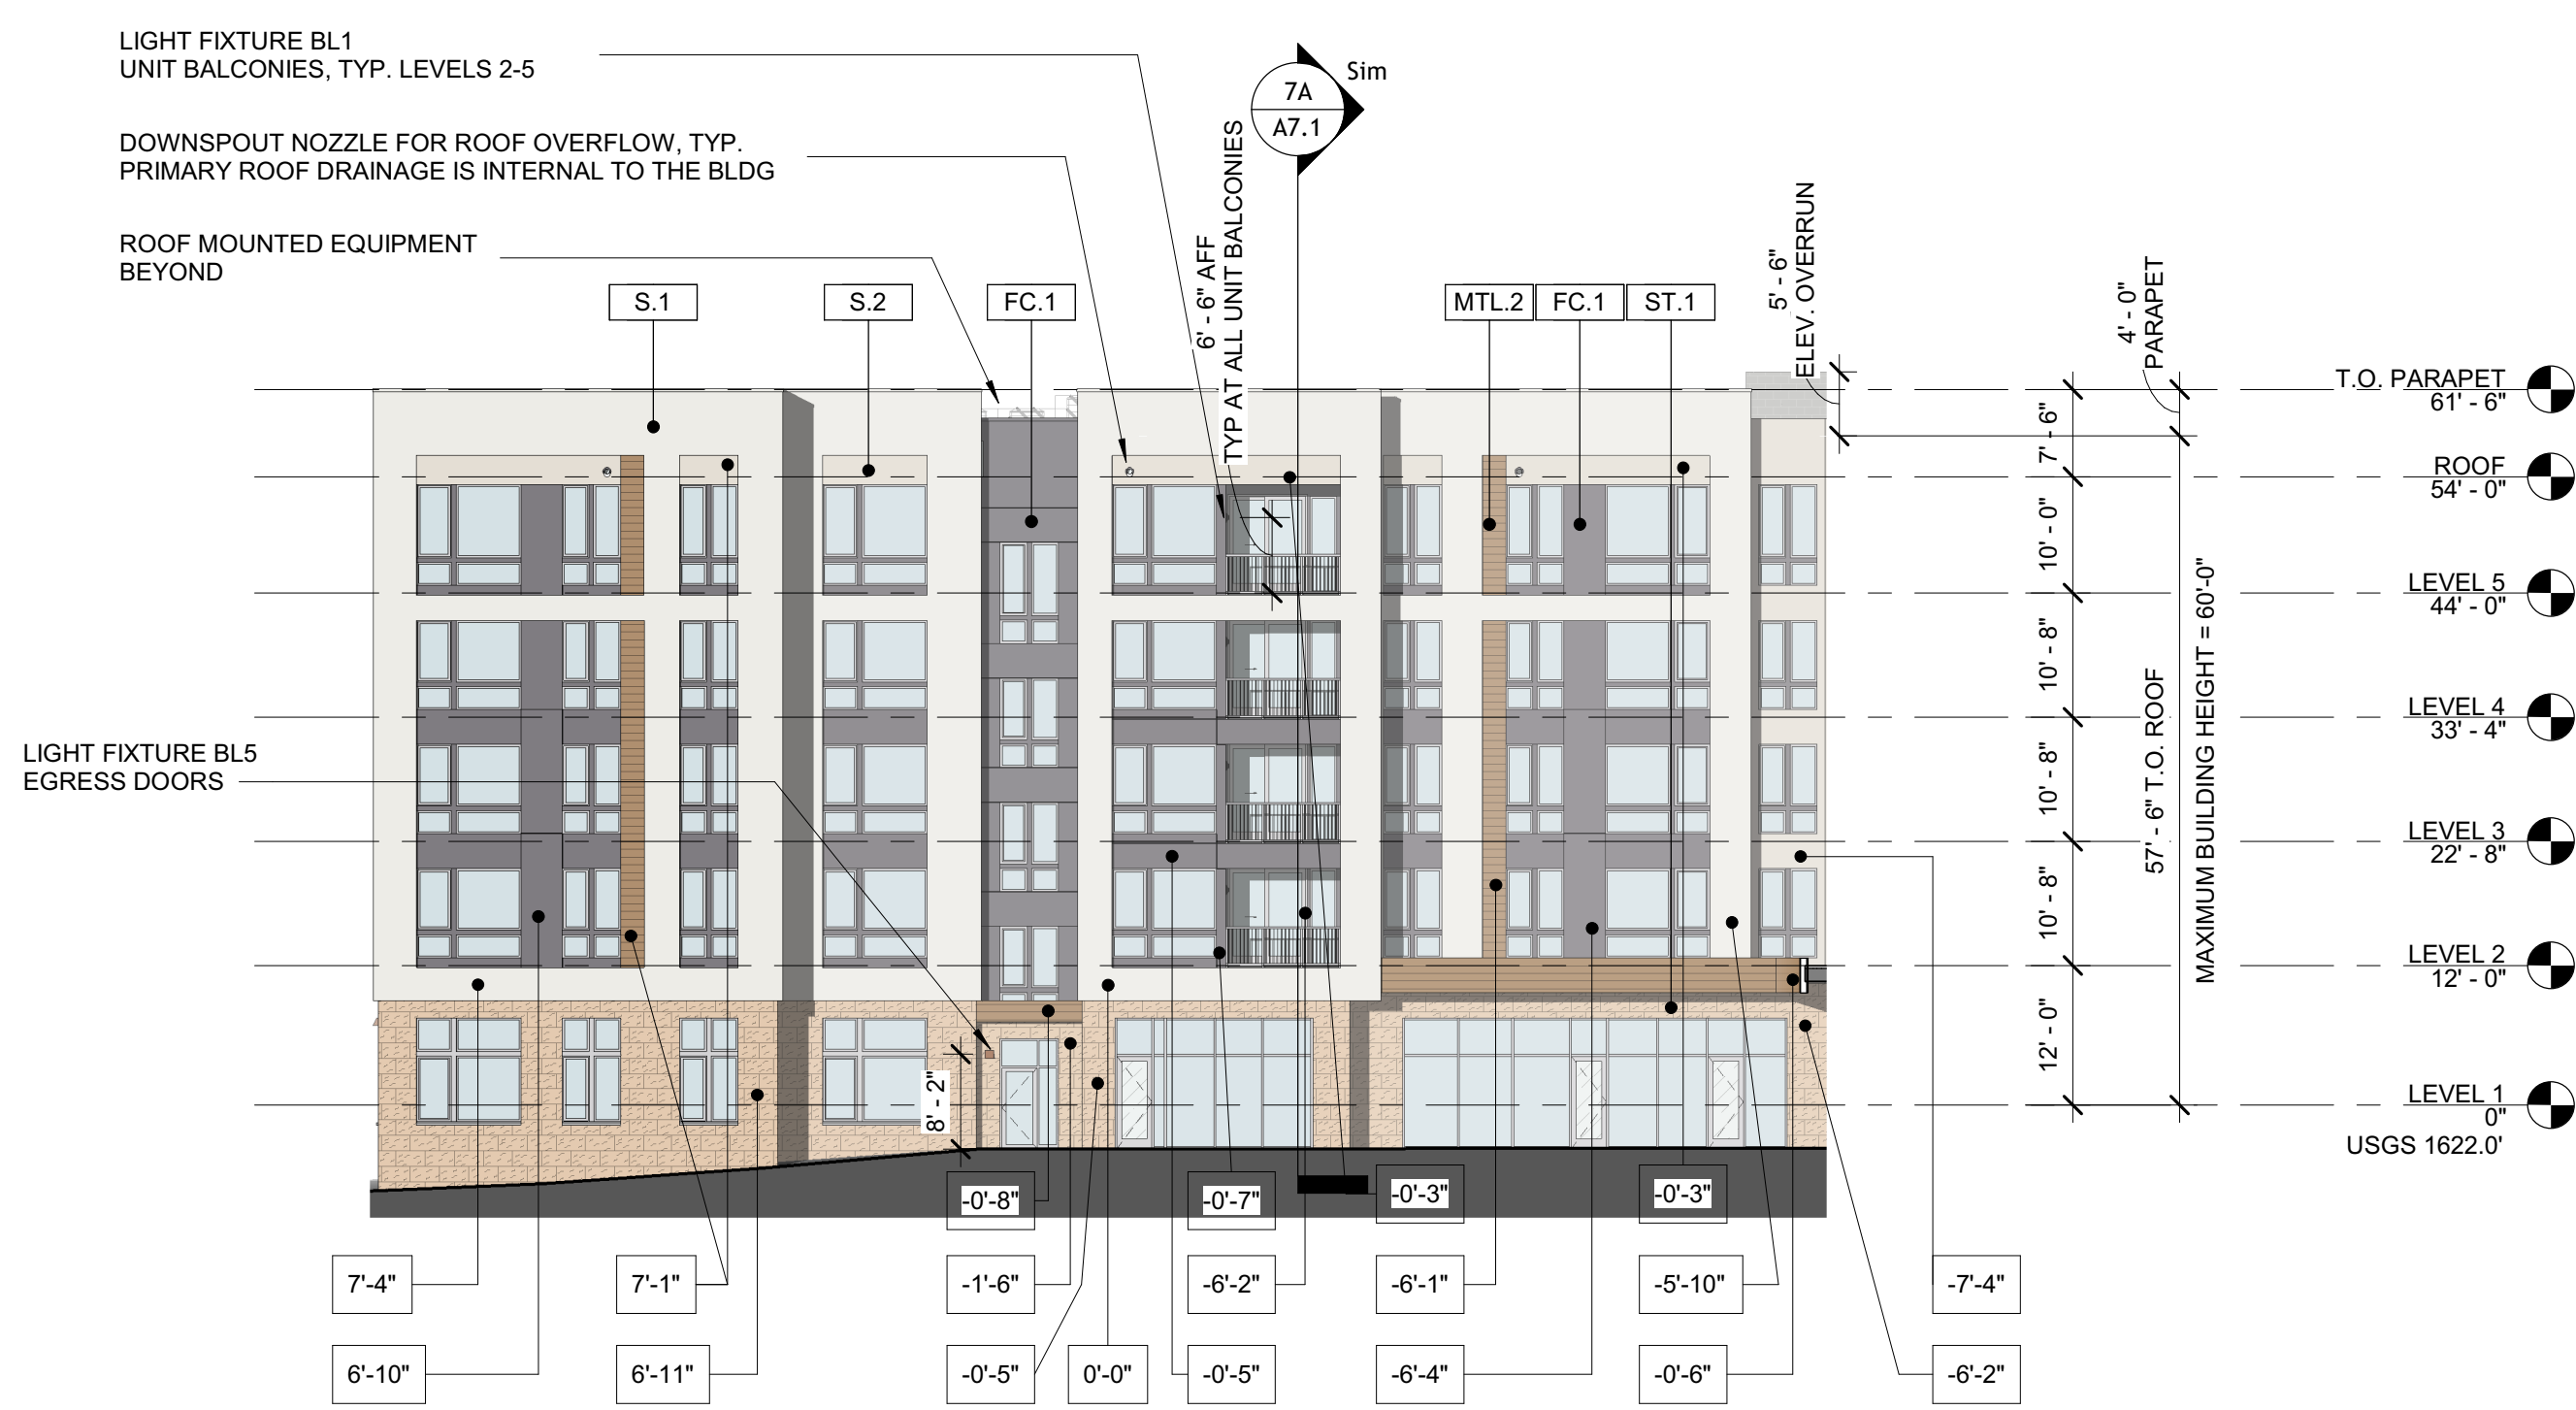 LIGHT FIXTURE BL1
UNIT BALCONIES, TYP. LEVELS 2-5
DOWNSPOUT NOZZLE FOR ROOF OVERFLOW, TYP.
PRIMARY ROOF DRAINAGE IS INTERNAL TO THE BLDG
ROOF MOUNTED EQUIPMENT
BEYOND
7A
A7.1
Sim
6' - 6" AFF
TYP AT ALL UNIT BALCONIES
5' - 6"
ELEV. OVERRUN
4' - 0"
PARAPET
S.1
S.2
FC.1
MTL.2
FC.1
ST.1
T.O. PARAPET
61' - 6"
7' - 6"
ROOF
54' - 0"
10' - 0"
LEVEL 5
44' - 0"
10' - 8"
LEVEL 4
33' - 4"
10' - 8"
LEVEL 3
22' - 8"
10' - 8"
LEVEL 2
12' - 0"
12' - 0"
LEVEL 1
0"
USGS 1622.0'
57' - 6" T.O. ROOF
MAXIMUM BUILDING HEIGHT = 60'-0"
LIGHT FIXTURE BL5
EGRESS DOORS
8' - 2"
-0'-8"
-0'-7"
-0'-3"
-0'-3"
7'-4"
7'-1"
-1'-6"
-6'-2"
-6'-1"
-5'-10"
-7'-4"
6'-10"
6'-11"
-0'-5"
0'-0"
-0'-5"
-6'-4"
-0'-6"
-6'-2"